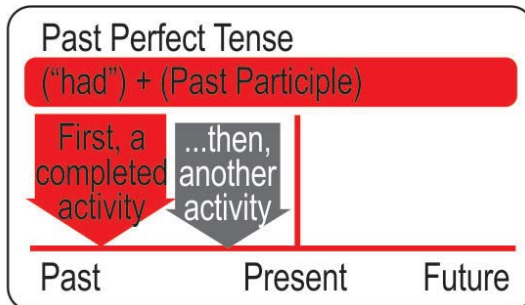 Past Perfect Tense
("had") + (Past Participle)
First, a
completed
activity
...then,
another
activity
Past Present Future